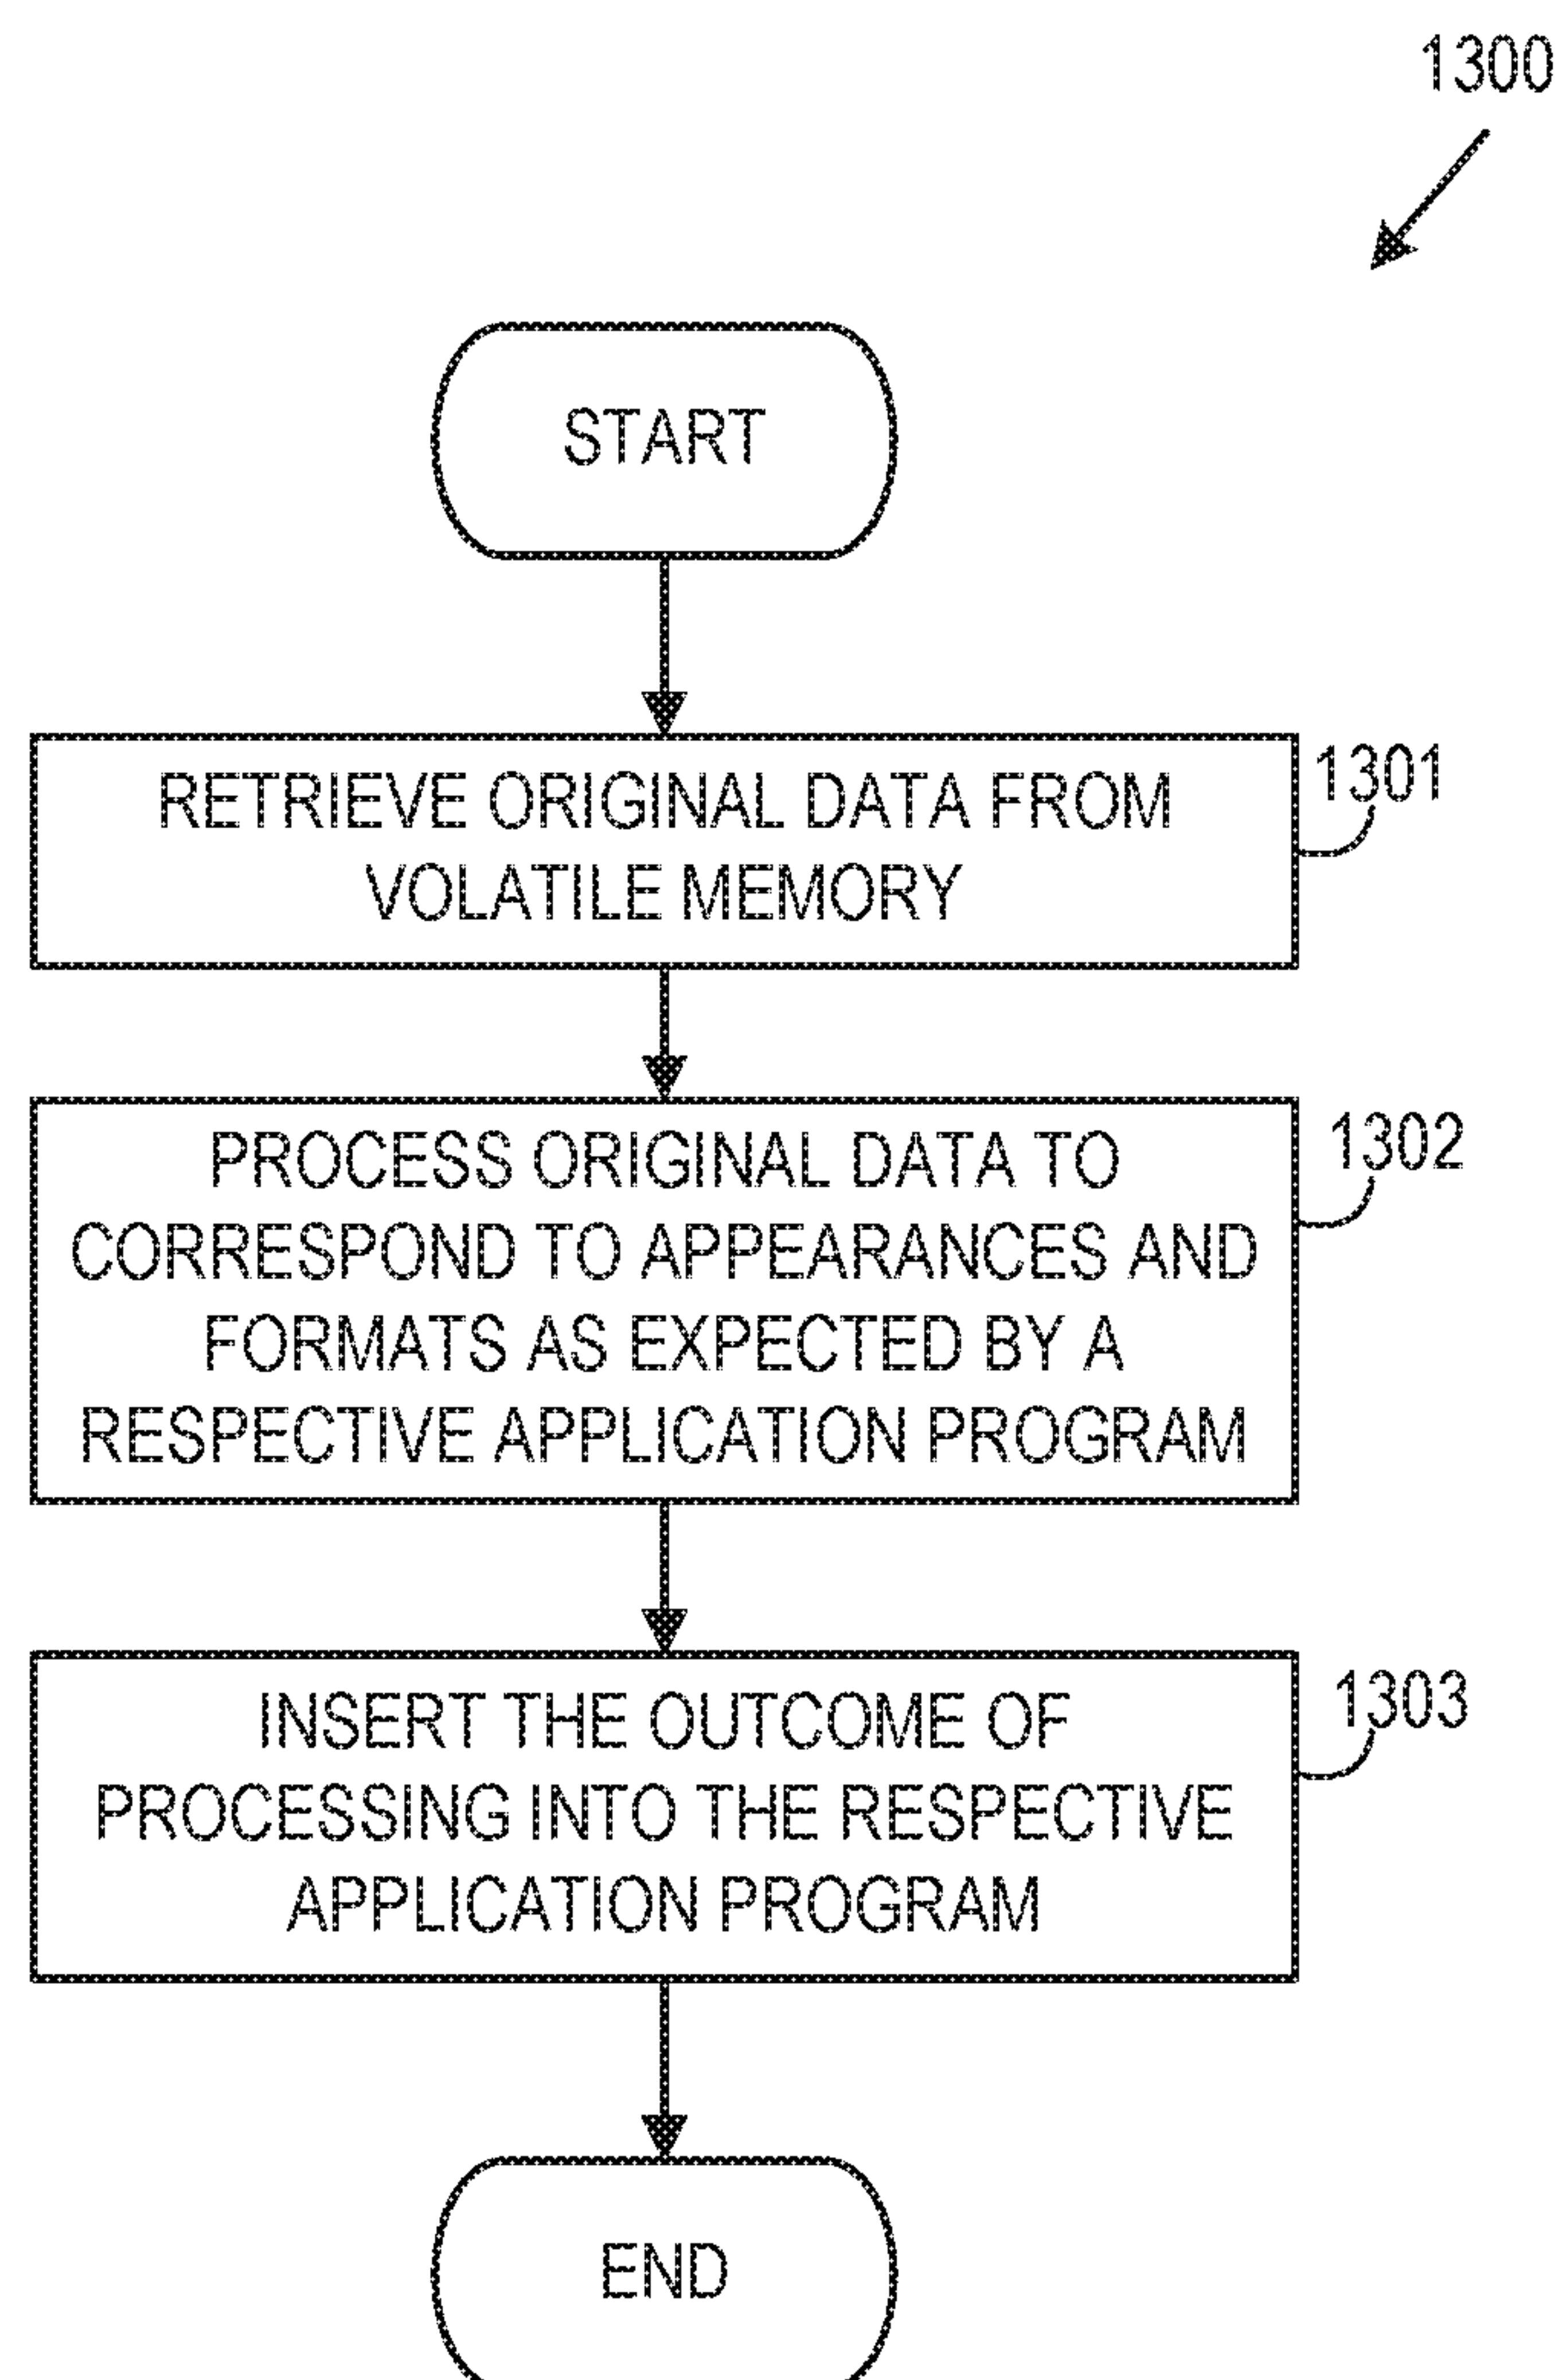 1300
START
RETRIEVE ORIGINAL DATA FROM
VOLATILE MEMORY
1301
PROCESS ORIGINAL DATA TO
CORRESPOND TO APPEARANCES AND
FORMATS AS EXPECTED BY A
RESPECTIVE APPLICATION PROGRAM
1302
INSERT THE OUTCOME OF
PROCESSING INTO THE RESPECTIVE
APPLICATION PROGRAM
1303
END